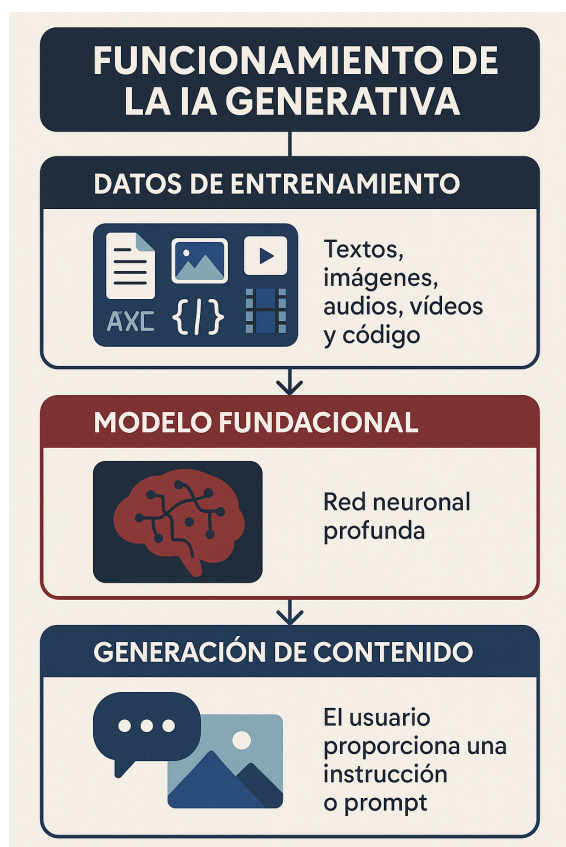 FUNCIONAMIENTO DE
LA IA GENERATIVA
DATOS DE ENTRENAMIENTO
AXC
{/}
Textos,
imágenes,
audios, vídeos
y código
MODELO FUNDACIONAL
Red neuronal
profunda
GENERACIÓN DE CONTENIDO
El usuario
proporciona una
instrucción
o prompt